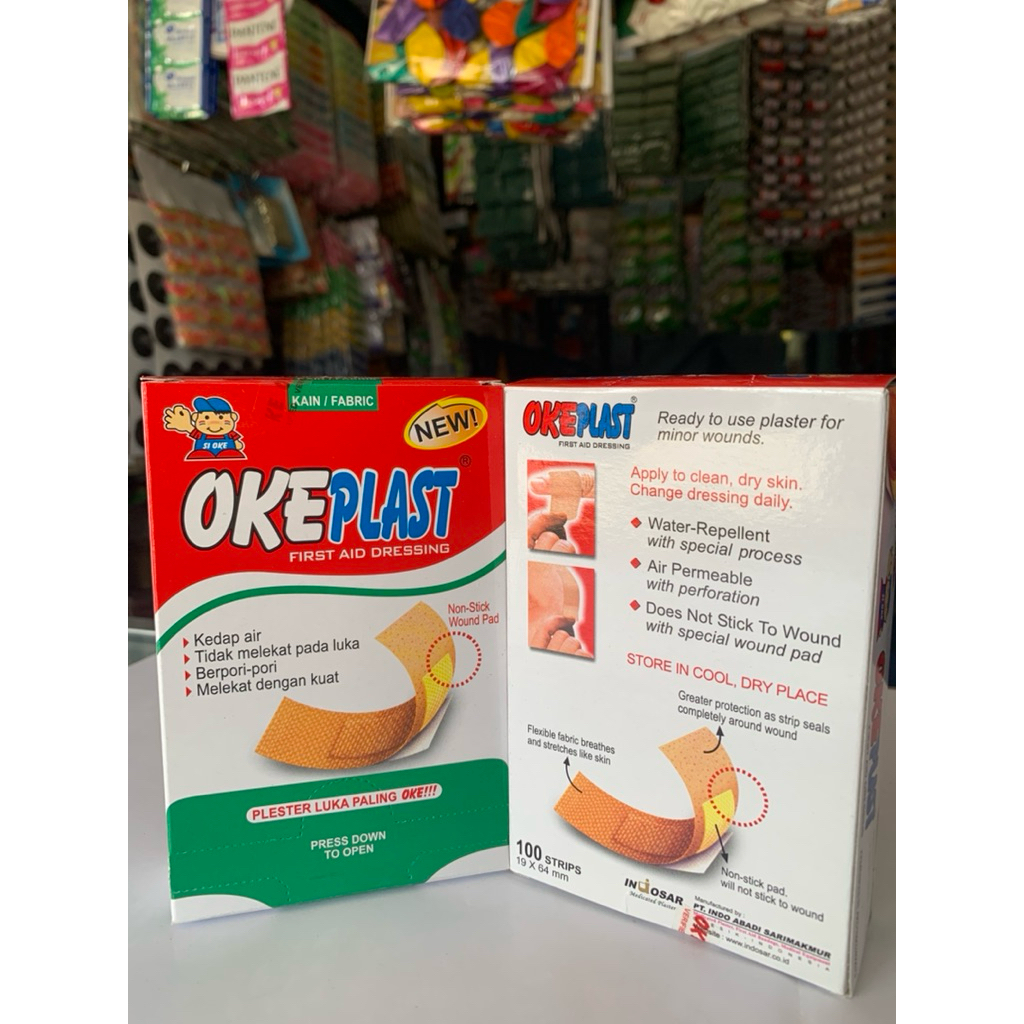 PANTENE
PANTENE
KAIN / FABRIC
NEW!
SI OKE
OKEPLAST®
FIRST AID DRESSING
Non-Stick
Wound Pad
Kedap air
Tidak melekat pada luka
Berpori-pori
Melekat dengan kuat
PLESTER LUKA PALING OKE!!!
PRESS DOWN
TO OPEN
OKEPLAST®
FIRST AID DRESSING
Ready to use plaster for
minor wounds.
Apply to clean, dry skin.
Change dressing daily.
Water-Repellent
with special process
Air Permeable
with perforation
Does Not Stick To Wound
with special wound pad
STORE IN COOL, DRY PLACE
Greater protection as strip seals
completely around wound
Flexible fabric breathes
and stretches like skin
Non-stick pad.
will not stick to wound
100 STRIPS
19 X 64 mm
INDOSAR
Medicated Plaster
Manufactured by :
PT. INDO ABADI SARIMAKMUR
www.indosar.co.id